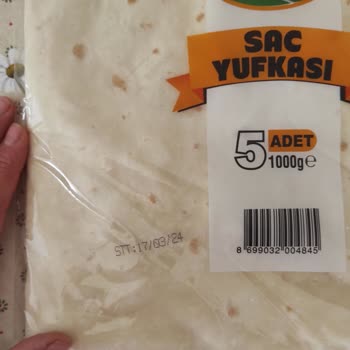 SAC
YUFKASI
5 ADET
1000g e
STT:17/03/24
8 699032 004845